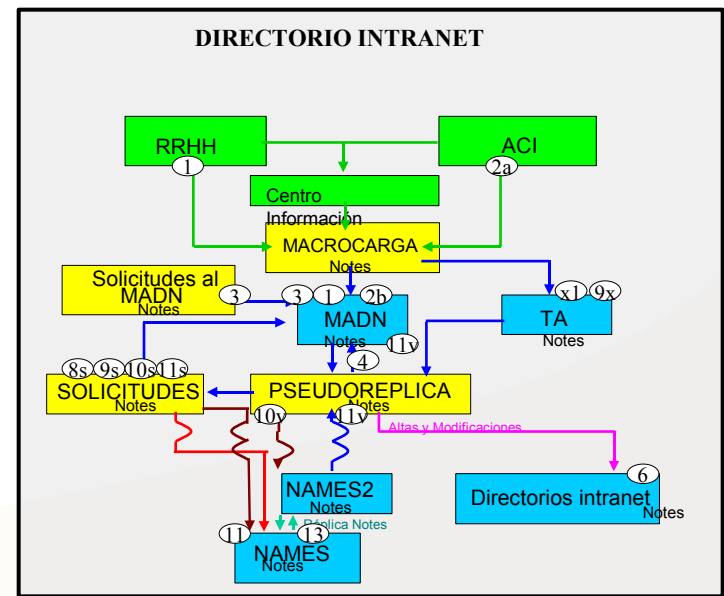 DIRECTORIO INTRANET
RRHH
1
ACI
2a
Centro
Información
MACROCARGA
Notes
Solicitudes al
MADN
Notes
3
3
1
2b
MADN
Notes
11v
x1
9x
TA
Notes
4
8s
9s
10s
11s
SOLICITUDES
Notes
PSEUDOREPLICA
Notes
10v
11v
Altas y Modificaciones
6
Directorios intranet
Notes
NAMES2
Notes
Réplica Notes
11
13
NAMES
Notes